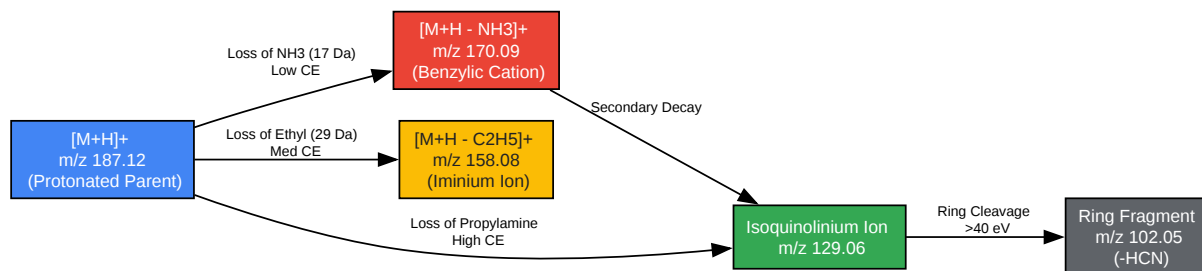 [M+H - NH3]+
m/z 170.09
(Benzylic Cation)
Loss of NH3 (17 Da)
Low CE
Secondary Decay
[M+H]+
m/z 187.12
(Protonated Parent)
Loss of Ethyl (29 Da)
Med CE
[M+H - C2H5]+
m/z 158.08
(Iminium Ion)
Loss of Propylamine
High CE
Isoquinolinium Ion
m/z 129.06
Ring Cleavage
>40 eV
Ring Fragment
m/z 102.05
(-HCN)